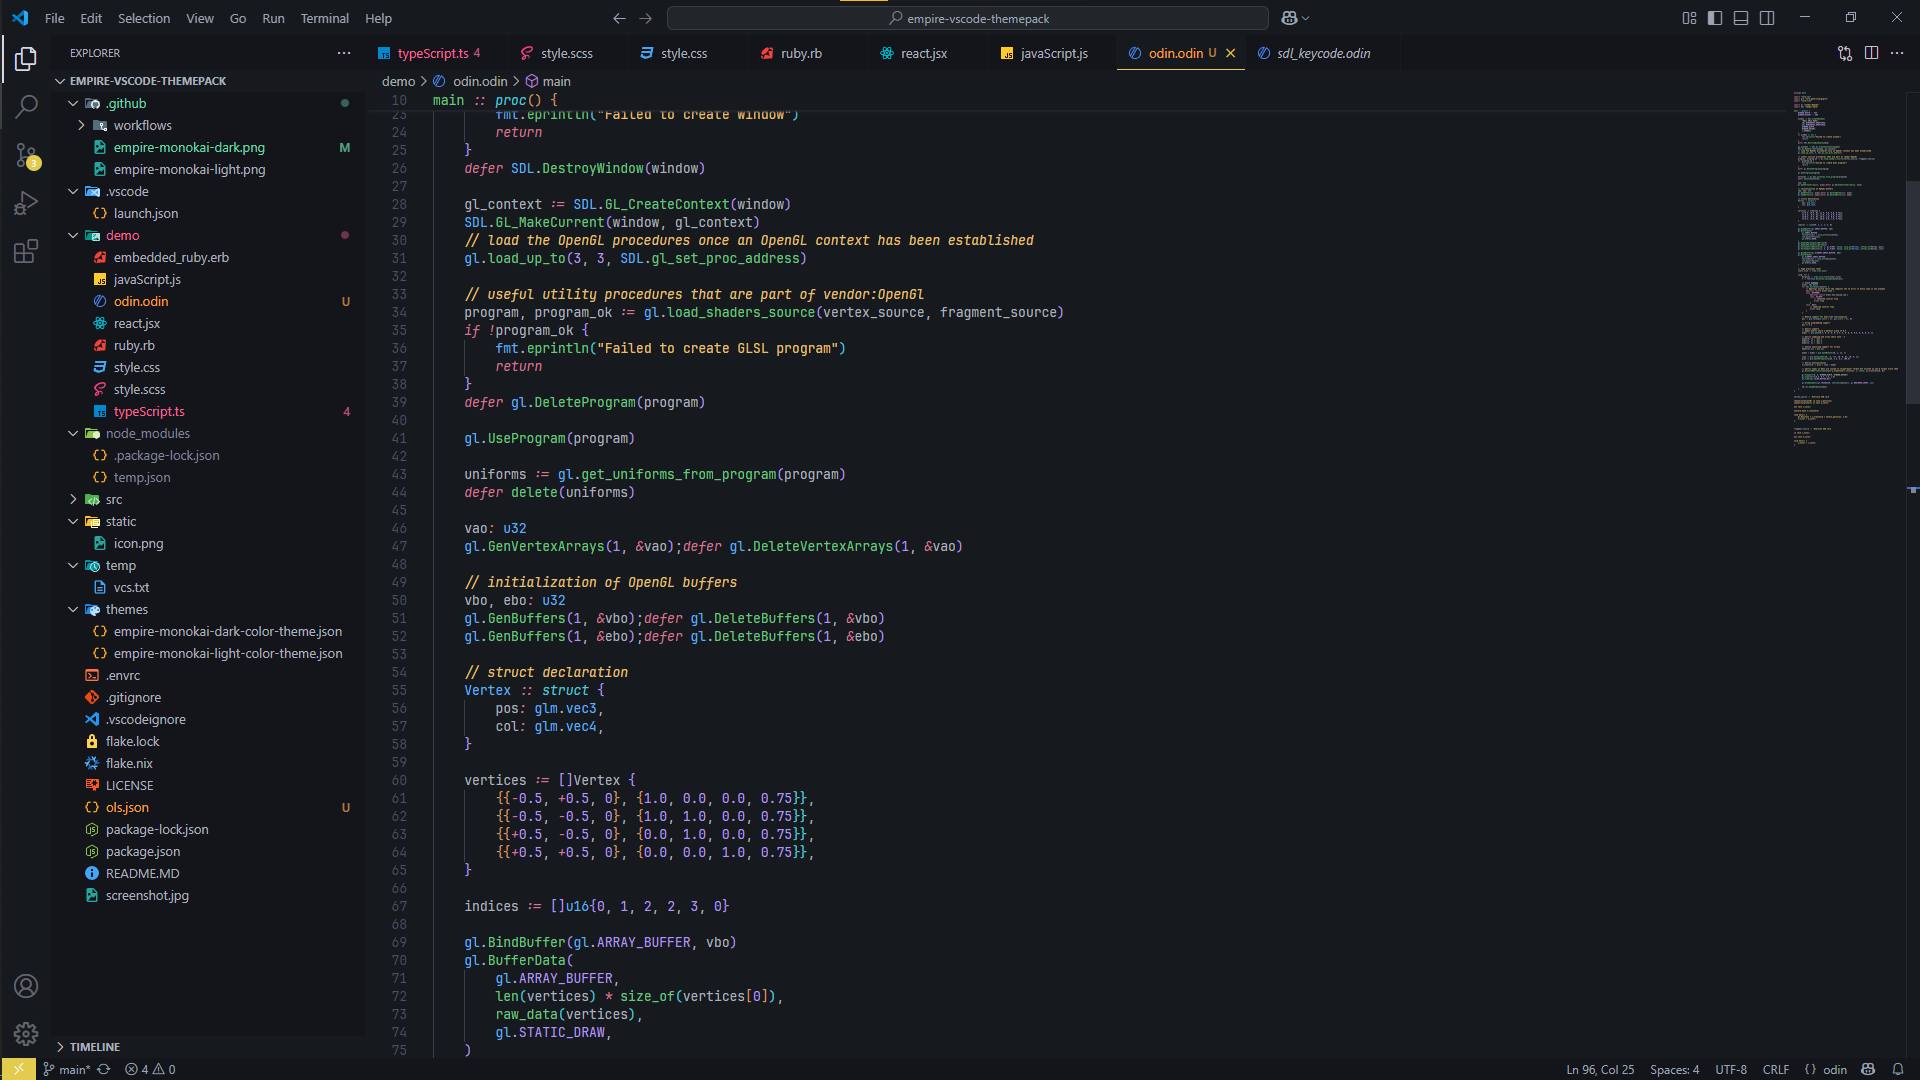 File Edit Selection View Go Run Terminal Help
empire-vscode-themepack
EXPLORER
EMPIRE-VSCODE-THEMEPACK
.github
workflows
empire-monokai-dark.png M
empire-monokai-light.png
.vscode
launch.json
demo
embedded_ruby.erb
javaScript.js
odin.odin U
react.jsx
ruby.rb
style.css
style.scss
typeScript.ts 4
node_modules
.package-lock.json
temp.json
src
static
icon.png
temp
vcs.txt
themes
empire-monokai-dark-color-theme.json
empire-monokai-light-color-theme.json
.envrc
.gitignore
.vscodeignore
flake.lock
flake.nix
LICENSE
ols.json U
package-lock.json
package.json
README.MD
screenshot.jpg
TIMELINE
3
typeScript.ts 4 style.scss style.css ruby.rb react.jsx javaScript.js odin.odin U sdl_keycode.odin
demo > odin.odin > main
10 main :: proc() {
23 fmt.eprintln("Failed to create window")
24 return
25 }
26 defer SDL.DestroyWindow(window)
27
28 gl_context := SDL.GL_CreateContext(window)
29 SDL.GL_MakeCurrent(window, gl_context)
30 // load the OpenGL procedures once an OpenGL context has been established
31 gl.load_up_to(3, 3, SDL.gl_set_proc_address)
32
33 // useful utility procedures that are part of vendor:OpenGl
34 program, program_ok := gl.load_shaders_source(vertex_source, fragment_source)
35 if !program_ok {
36 fmt.eprintln("Failed to create GLSL program")
37 return
38 }
39 defer gl.DeleteProgram(program)
40
41 gl.UseProgram(program)
42
43 uniforms := gl.get_uniforms_from_program(program)
44 defer delete(uniforms)
45
46 vao: u32
47 gl.GenVertexArrays(1, &vao);defer gl.DeleteVertexArrays(1, &vao)
48
49 // initialization of OpenGL buffers
50 vbo, ebo: u32
51 gl.GenBuffers(1, &vbo);defer gl.DeleteBuffers(1, &vbo)
52 gl.GenBuffers(1, &ebo);defer gl.DeleteBuffers(1, &ebo)
53
54 // struct declaration
55 Vertex :: struct {
56 pos: glm.vec3,
57 col: glm.vec4,
58 }
59
60 vertices := []Vertex {
61 {{-0.5, +0.5, 0}, {1.0, 0.0, 0.0, 0.75}},
62 {{-0.5, -0.5, 0}, {1.0, 1.0, 0.0, 0.75}},
63 {{+0.5, -0.5, 0}, {0.0, 1.0, 0.0, 0.75}},
64 {{+0.5, +0.5, 0}, {0.0, 0.0, 1.0, 0.75}},
65 }
66
67 indices := []u16{0, 1, 2, 2, 3, 0}
68
69 gl.BindBuffer(gl.ARRAY_BUFFER, vbo)
70 gl.BufferData(
71 gl.ARRAY_BUFFER,
72 len(vertices) * size_of(vertices[0]),
73 raw_data(vertices),
74 gl.STATIC_DRAW,
75 )
main* 4 0 Ln 96, Col 25 Spaces: 4 UTF-8 CRLF {} odin